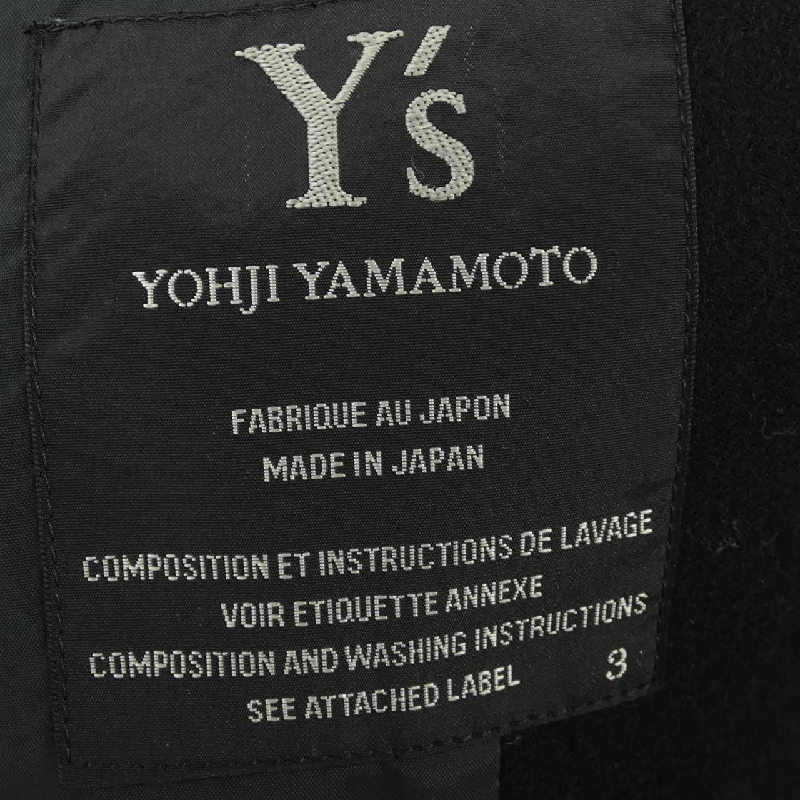 Y's
YOHJI YAMAMOTO
FABRIQUE AU JAPON
MADE IN JAPAN
COMPOSITION ET INSTRUCTIONS DE LAVAGE
VOIR ETIQUETTE ANNEXE
COMPOSITION AND WASHING INSTRUCTIONS
SEE ATTACHED LABEL
3